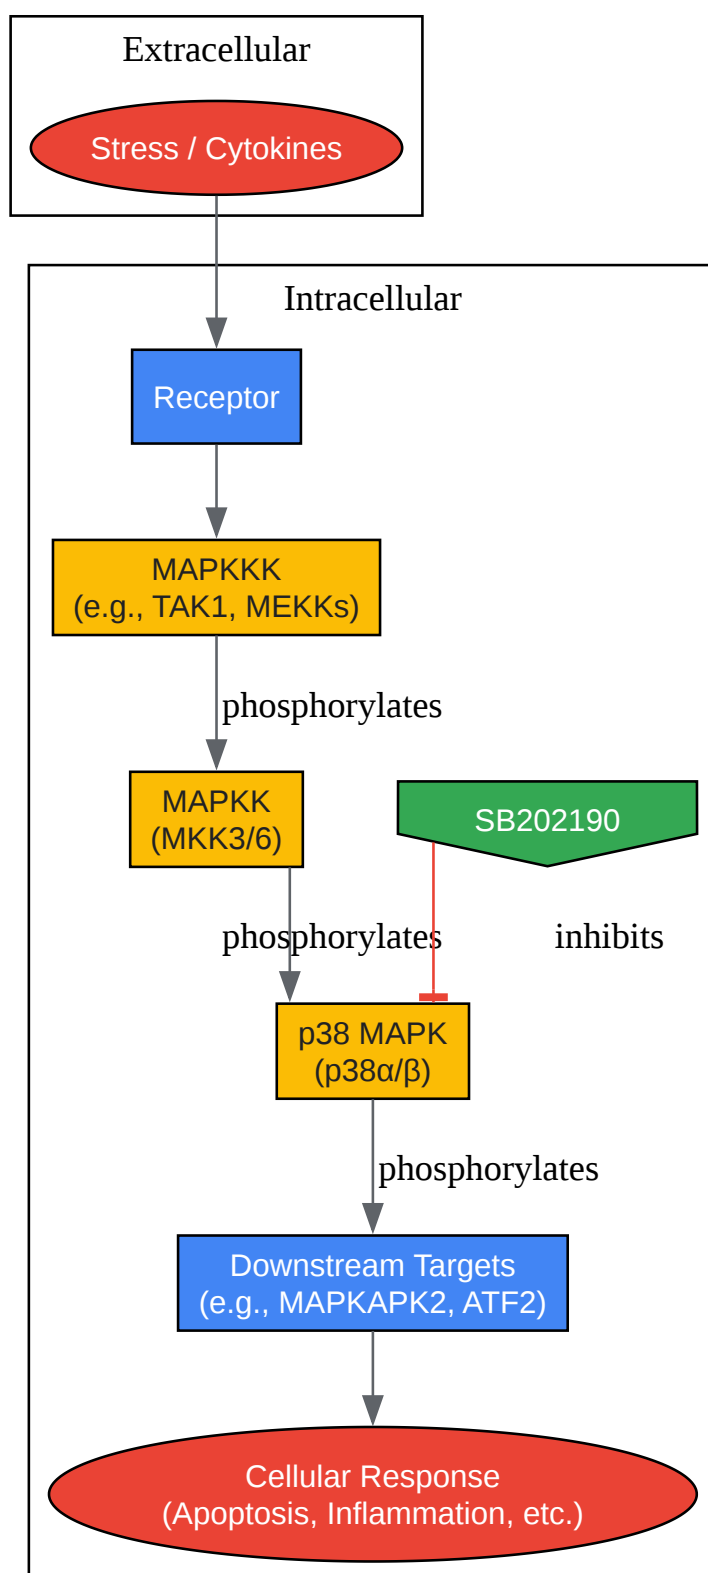 Extracellular
Stress / Cytokines
Intracellular
Receptor
MAPKKK
(e.g., TAK1, MEKKs)
phosphorylates
MAPKK
(MKK3/6)
SB202190
phosphorylates
inhibits
p38 MAPK
(p38α/β)
phosphorylates
Downstream Targets
(e.g., MAPKAPK2, ATF2)
Cellular Response
(Apoptosis, Inflammation, etc.)